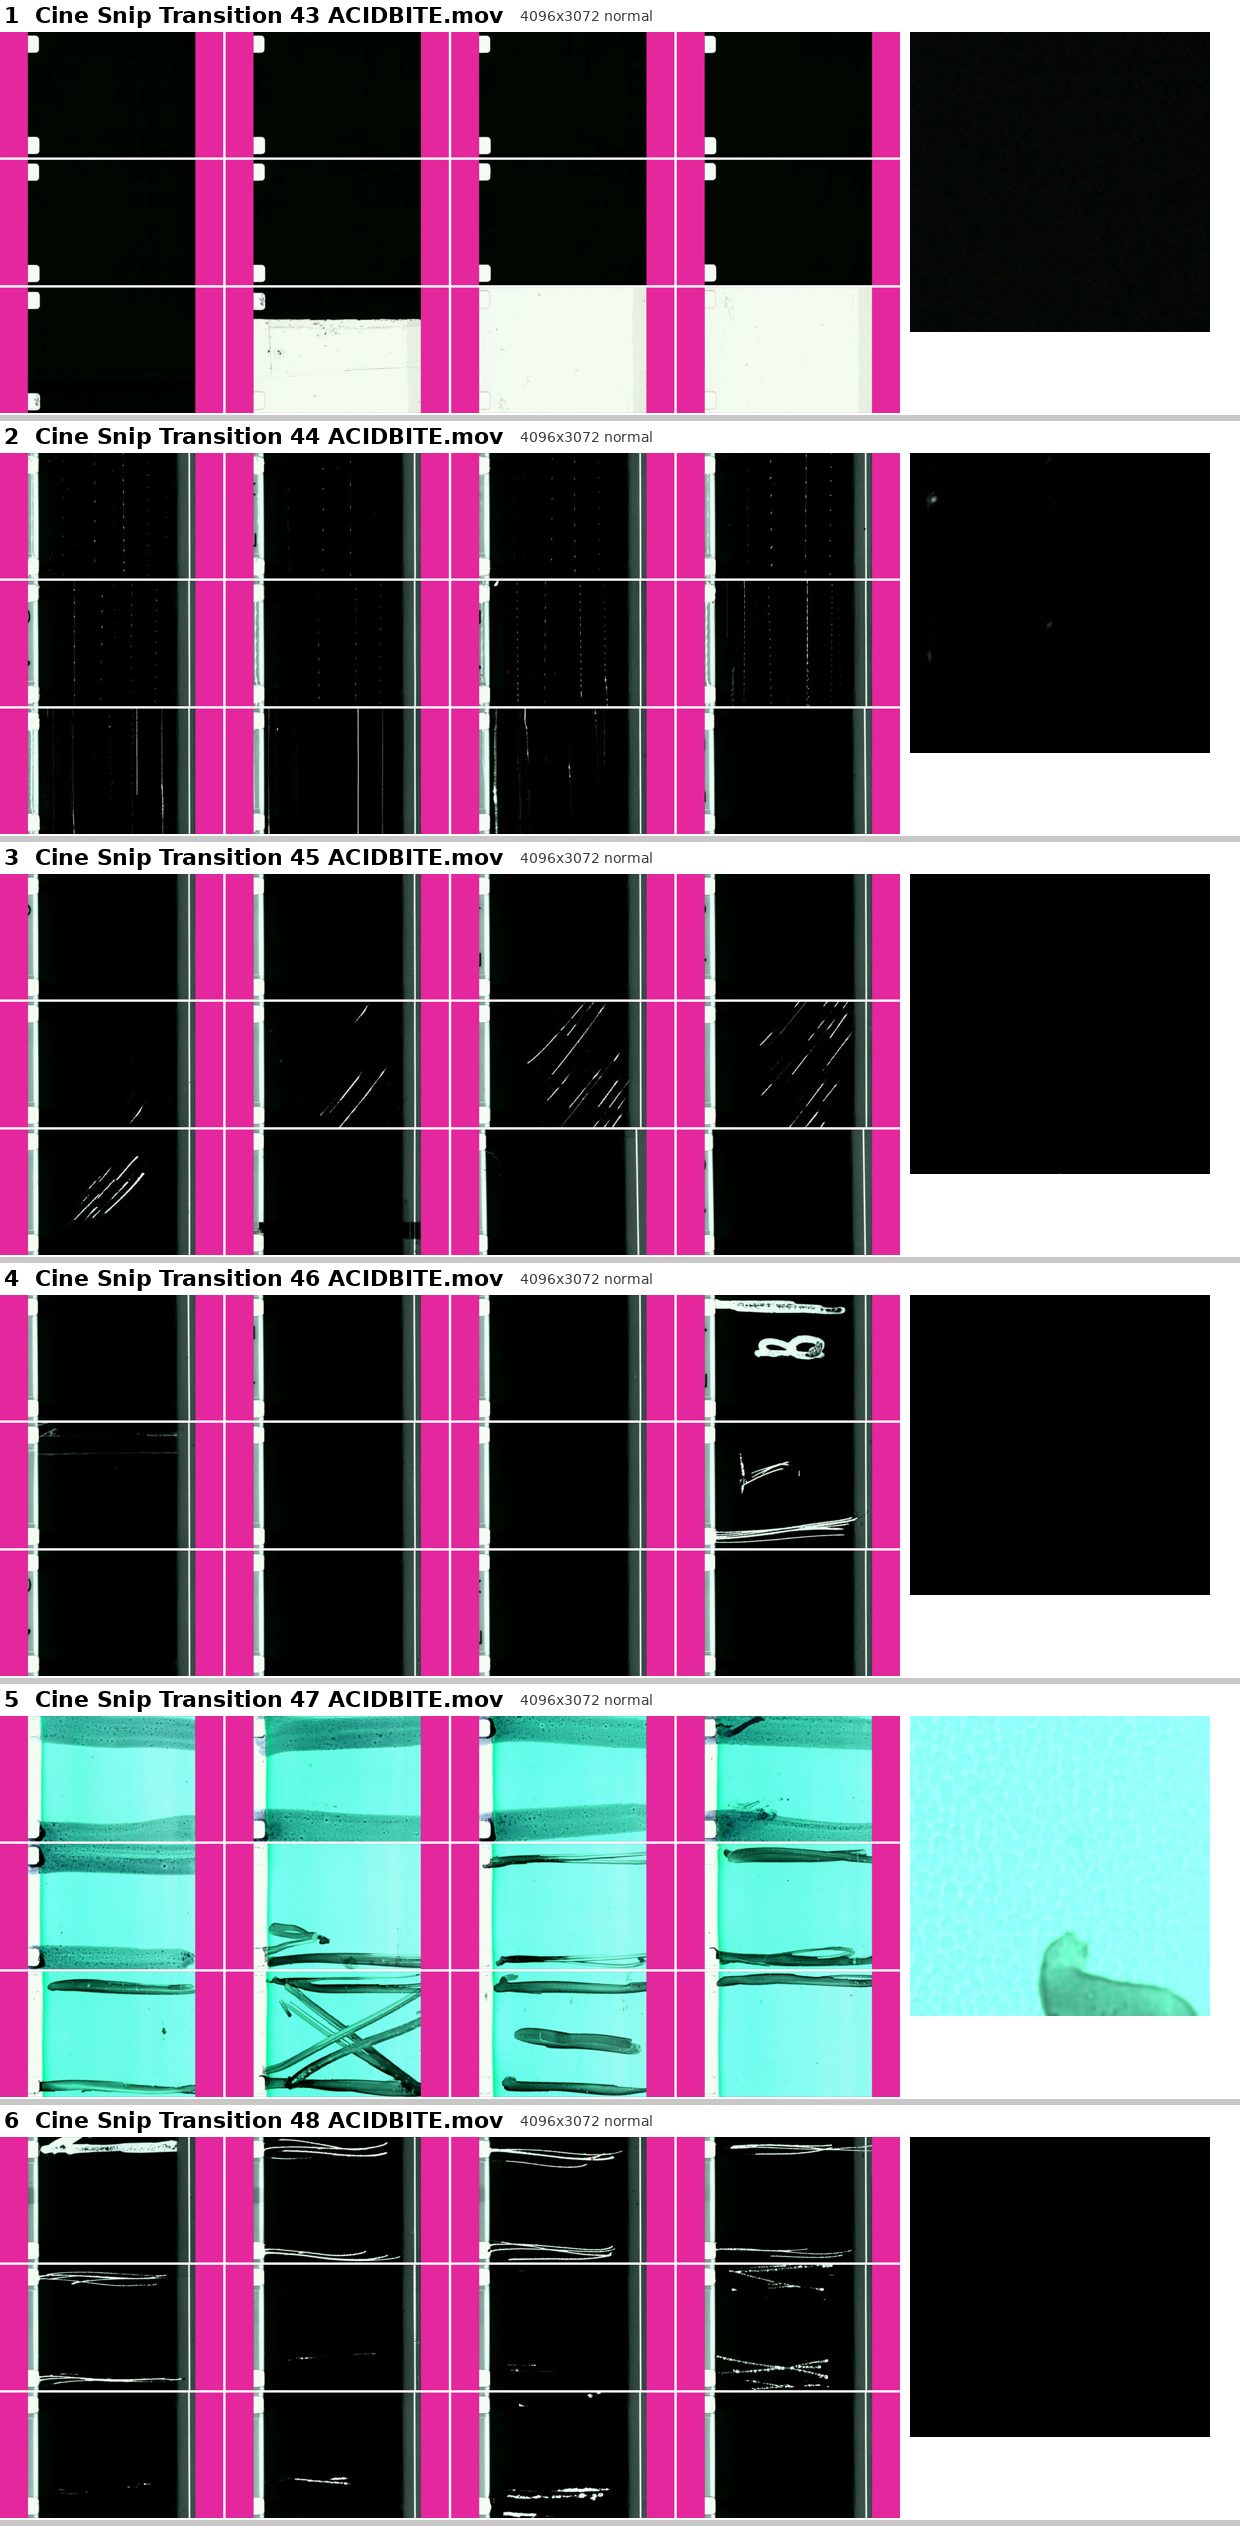 1 Cine Snip Transition 43 ACIDBITE.mov 4096x3072 normal
2 Cine Snip Transition 44 ACIDBITE.mov 4096x3072 normal
3 Cine Snip Transition 45 ACIDBITE.mov 4096x3072 normal
4 Cine Snip Transition 46 ACIDBITE.mov 4096x3072 normal
5 Cine Snip Transition 47 ACIDBITE.mov 4096x3072 normal
6 Cine Snip Transition 48 ACIDBITE.mov 4096x3072 normal